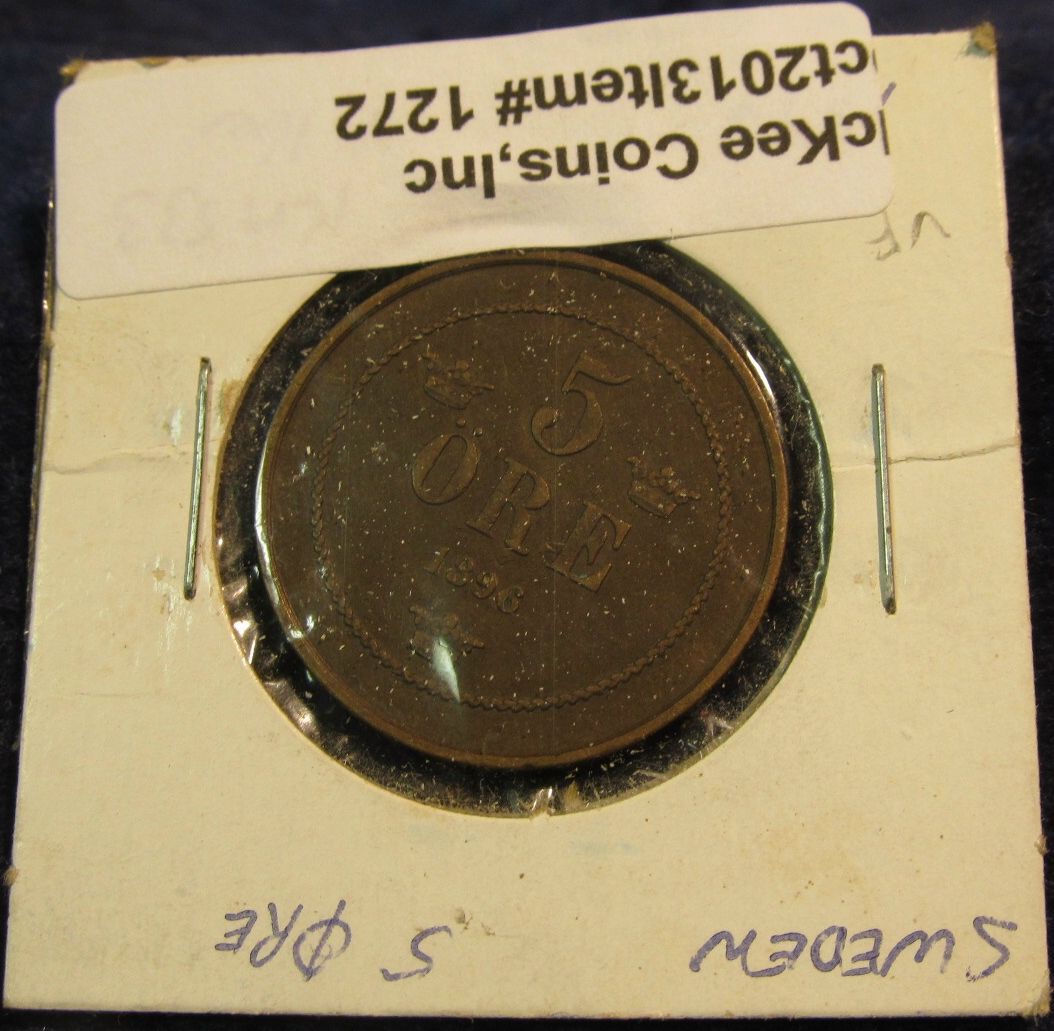 SWEDEN 5 ØRE
VF
cKee Coins,Inc
ct2013Item# 1272
5
ÖRE
1896